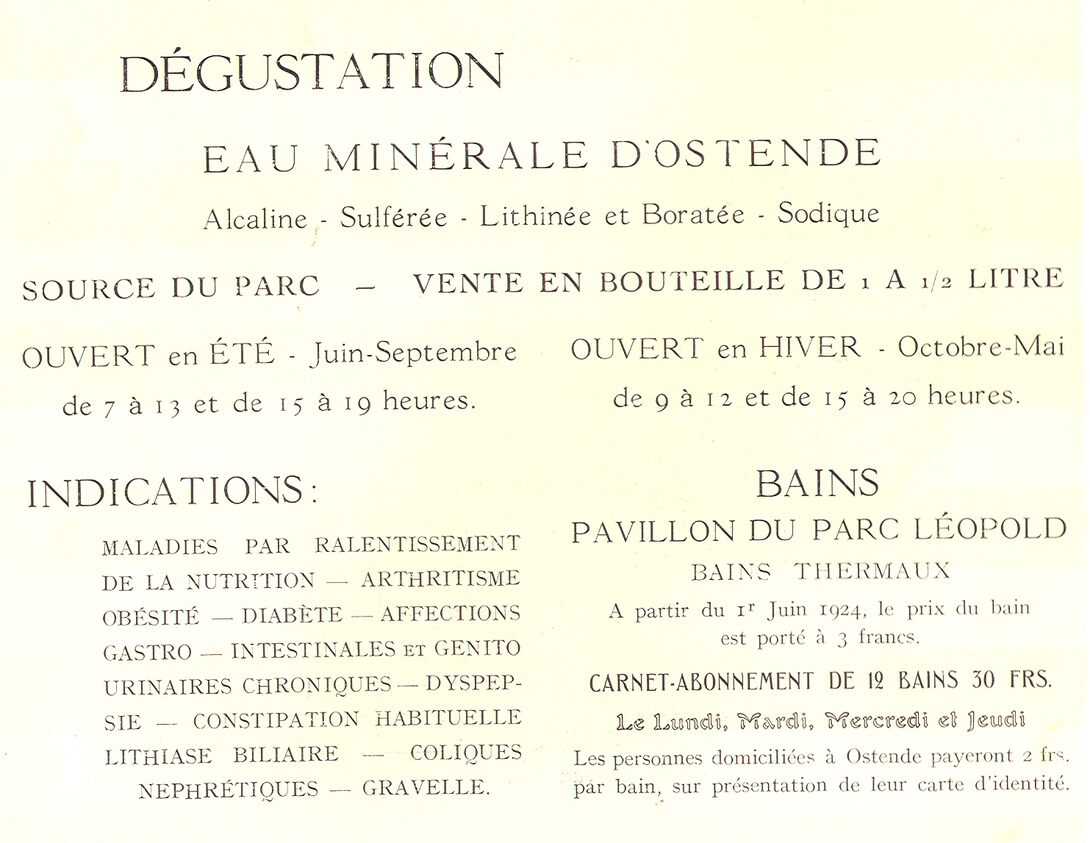 DÉGUSTATION
EAU MINÉRALE D'OSTENDE
Alcaline - Sulférée - Lithinée et Boratée - Sodique
SOURCE DU PARC — VENTE EN BOUTEILLE DE 1 A 1/2 LITRE
OUVERT en ÉTÉ - Juin-Septembre
de 7 à 13 et de 15 à 19 heures.
OUVERT en HIVER - Octobre-Mai
de 9 à 12 et de 15 à 20 heures.
INDICATIONS:
MALADIES PAR RALENTISSEMENT
DE LA NUTRITION — ARTHRITISME
OBÉSITÉ — DIABÈTE — AFFECTIONS
GASTRO — INTESTINALES ET GENITO
URINAIRES CHRONIQUES — DYSPEP-
SIE — CONSTIPATION HABITUELLE
LITHIASE BILIAIRE — COLIQUES
NEPHRÉTIQUES — GRAVELLE.
BAINS
PAVILLON DU PARC LÉOPOLD
BAINS THERMAUX
A partir du 1r Juin 1924, le prix du bain
est porté à 3 francs.
CARNET-ABONNEMENT DE 12 BAINS 30 FRS.
Le Lundi, Mardi, Mercredi et Jeudi
Les personnes domiciliées à Ostende payeront 2 frs.
par bain, sur présentation de leur carte d'identité.